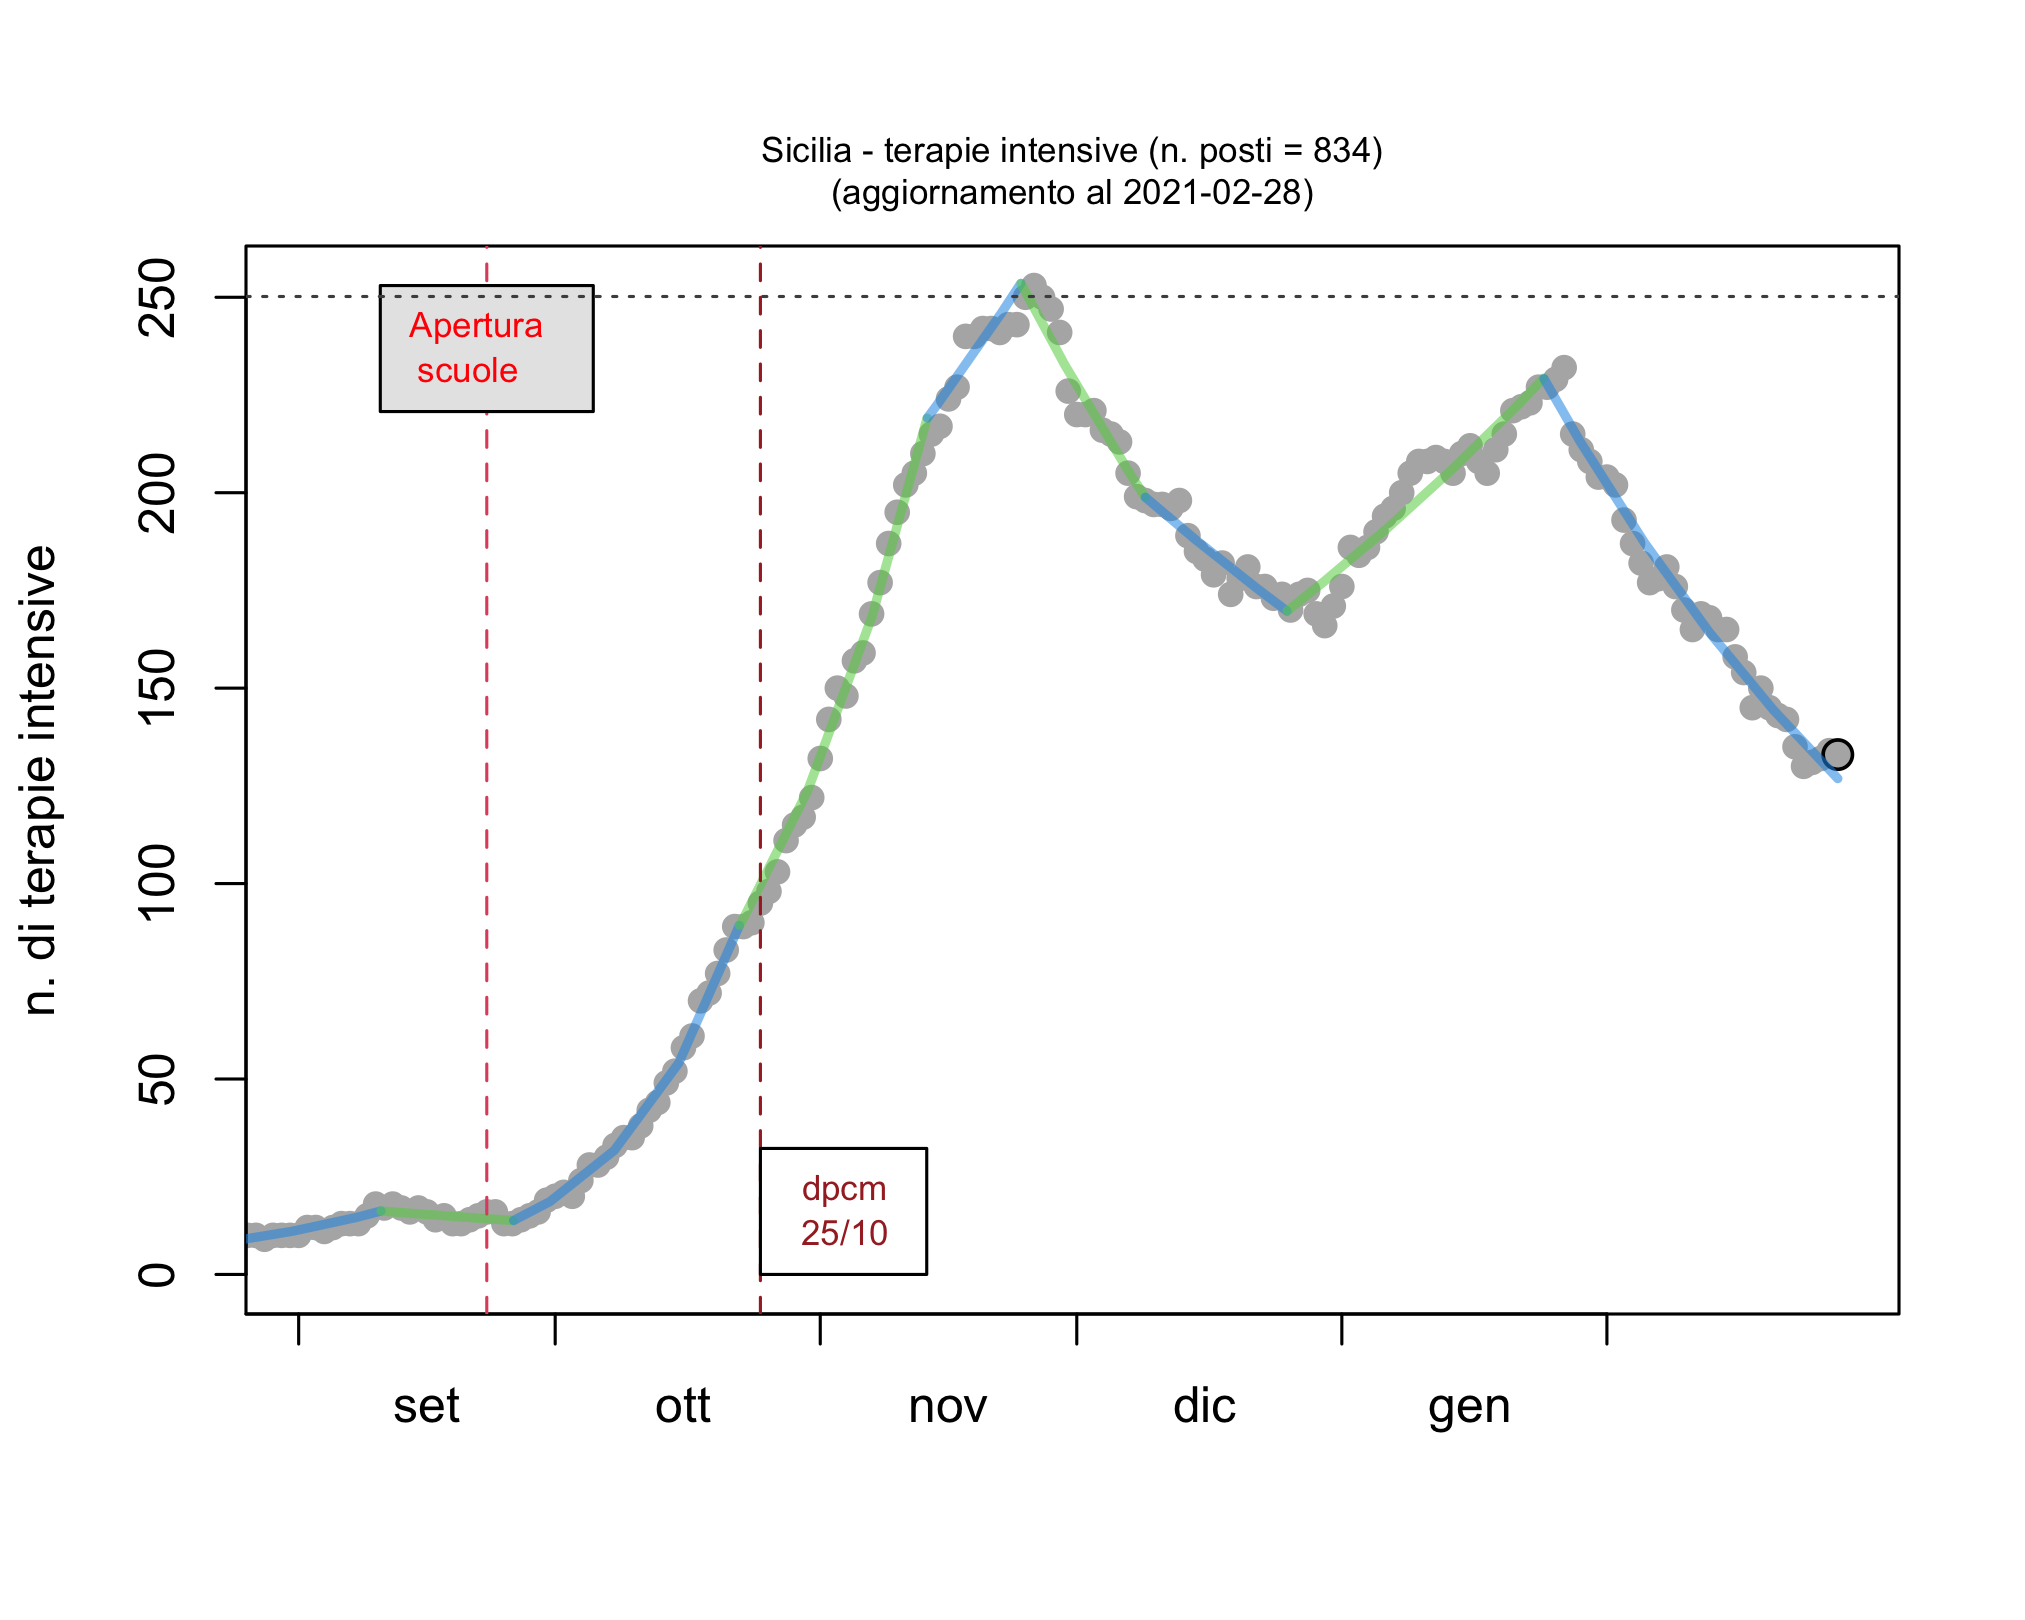 Sicilia - terapie intensive (n. posti = 834)
(aggiornamento al 2021-02-28)
n. di terapie intensive
250
200
150
100
50
0
Apertura
scuole
dpcm
25/10
set
ott
nov
dic
gen